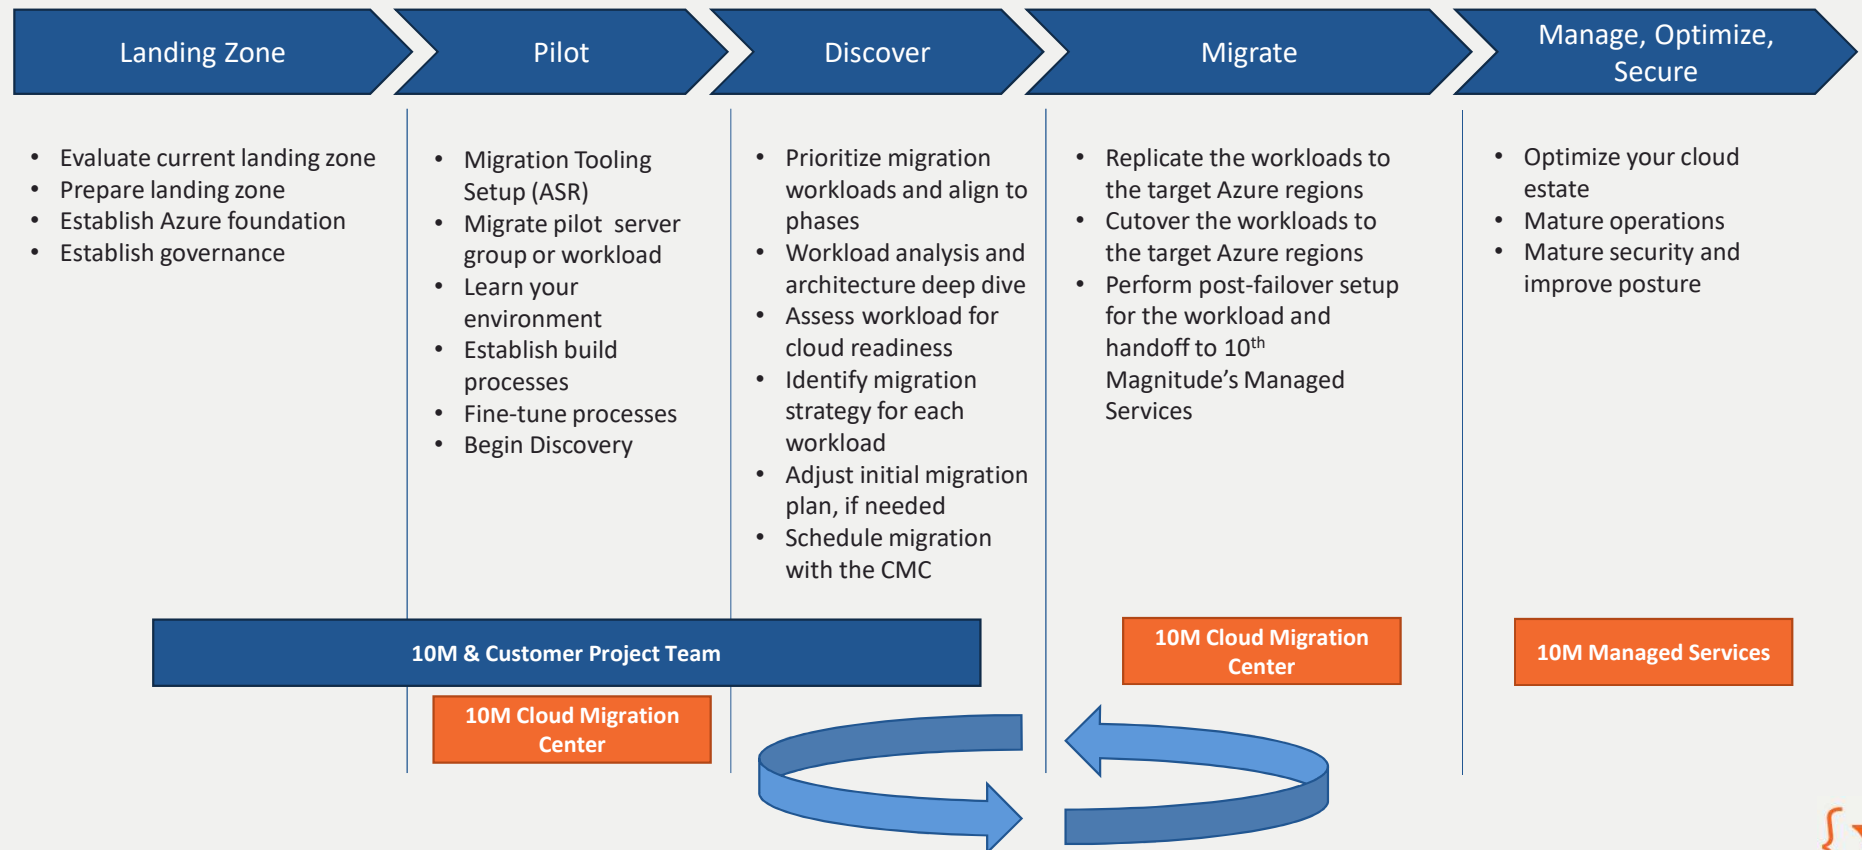 Landing Zone
Pilot
Discover
Migrate
Manage, Optimize,
Secure
• Evaluate current landing zone
• Prepare landing zone
• Establish Azure foundation
• Establish governance
• Migration Tooling
Setup (ASR)
• Migrate pilot server
group or workload
• Learn your
environment
• Establish build
processes
• Fine-tune processes
• Begin Discovery
• Prioritize migration
workloads and align to
phases
• Workload analysis and
architecture deep dive
• Assess workload for
cloud readiness
• Identify migration
strategy for each
workload
• Adjust initial migration
plan, if needed
• Schedule migration
with the CMC
• Replicate the workloads to
the target Azure regions
• Cutover the workloads to
the target Azure regions
• Perform post-failover setup
for the workload and
handoff to 10th
Magnitude’s Managed
Services
• Optimize your cloud
estate
• Mature operations
• Mature security and
improve posture
10M & Customer Project Team
10M Cloud Migration
Center
10M Cloud Migration
Center
10M Managed Services